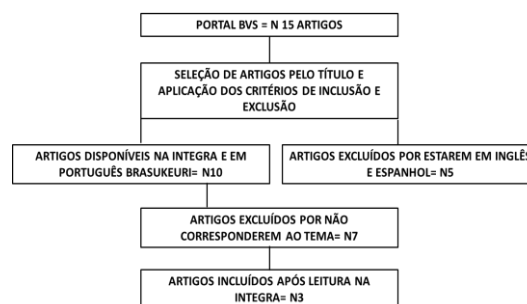 PORTAL BVS = N 15 ARTIGOS
SELEÇÃO DE ARTIGOS PELO TÍTULO E
APLICAÇÃO DOS CRITÉRIOS DE INCLUSÃO E
EXCLUSÃO
ARTIGOS DISPONÍVEIS NA INTEGRA E EM
PORTUGUÊS BRASUKEURI= N10
ARTIGOS EXCLUÍDOS POR ESTAREM EM INGLÊS
E ESPANHOL= N5
ARTIGOS EXCLUÍDOS POR NÃO
CORRESPONDEREM AO TEMA= N7
ARTIGOS INCLUÍDOS APÓS LEITURA NA
INTEGRA= N3